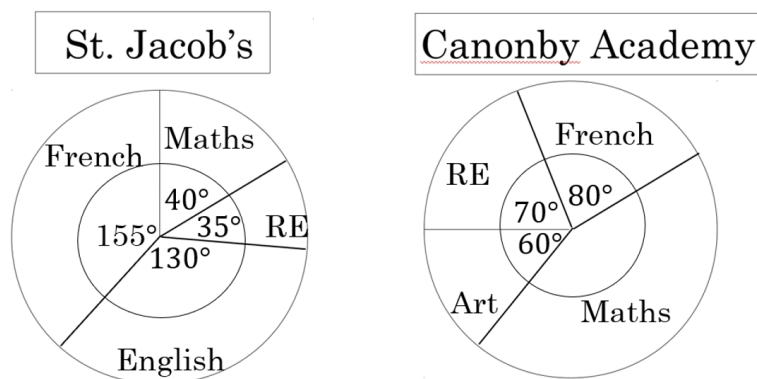 St. Jacob's
Canonby Academy
Maths
French
40°
35°
RE
155°
130°
English
French
RE
80°
70°
60°
Art
Maths